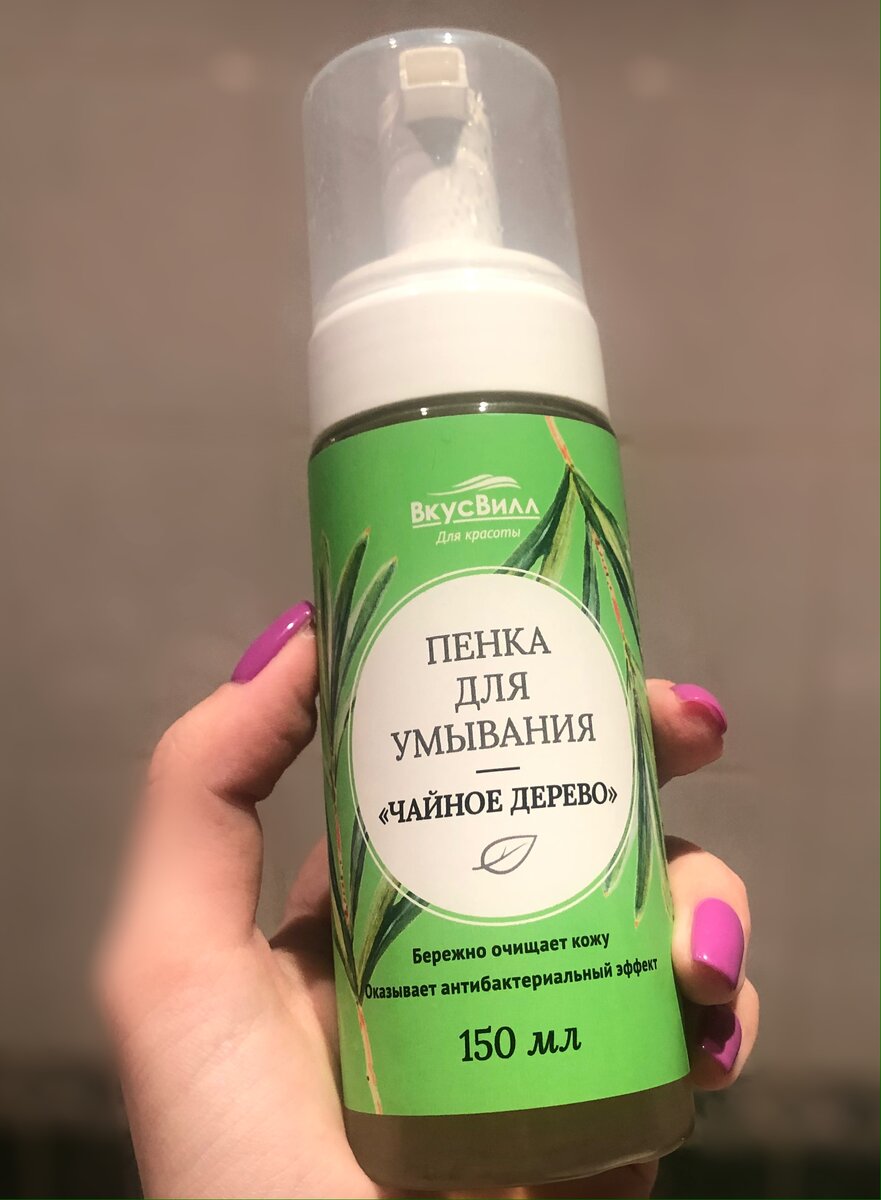 ВкусВилл
Для красоты
ПЕНКА
ДЛЯ
УМЫВАНИЯ
«ЧАЙНОЕ ДЕРЕВО»
Бережно очищает кожу
Оказывает антибактериальный эффект
150 мл